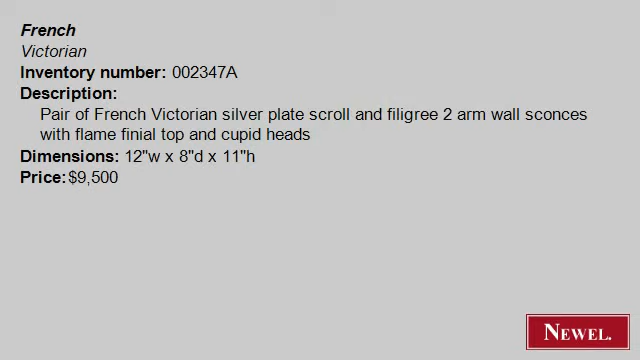 French
Victorian
Inventory number: 002347A
Description:
Pair of French Victorian silver plate scroll and filigree 2 arm wall sconces
with flame finial top and cupid heads
Dimensions: 12"w x 8"d x 11"h
Price:$9,500
NEWEL.